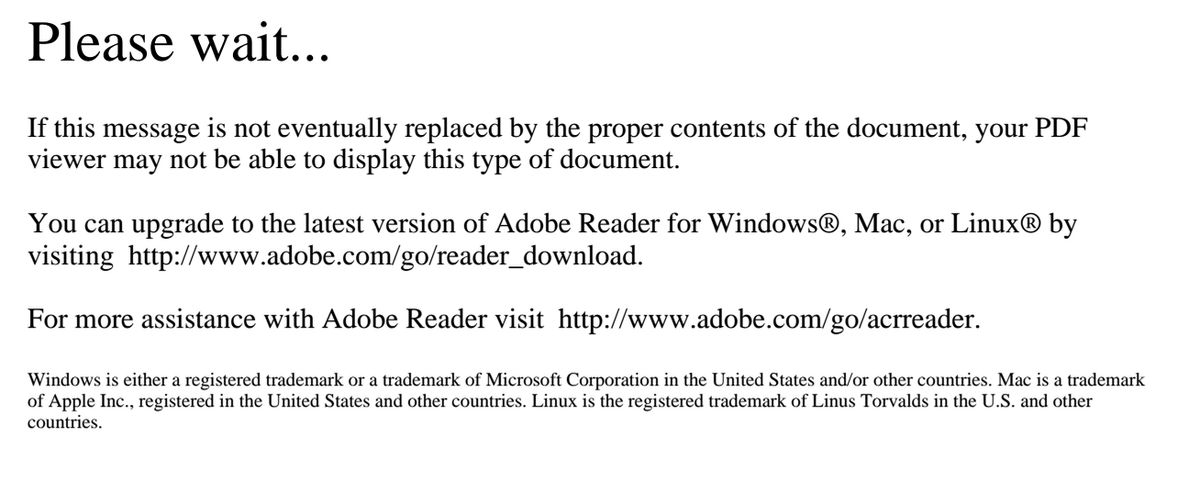 Please wait...
If this message is not eventually replaced by the proper contents of the document, your PDF
viewer may not be able to display this type of document.
You can upgrade to the latest version of Adobe Reader for Windows®, Mac, or Linux® by
visiting  http://www.adobe.com/go/reader_download.
For more assistance with Adobe Reader visit  http://www.adobe.com/go/acrreader.
Windows is either a registered trademark or a trademark of Microsoft Corporation in the United States and/or other countries. Mac is a trademark
of Apple Inc., registered in the United States and other countries. Linux is the registered trademark of Linus Torvalds in the U.S. and other
countries.